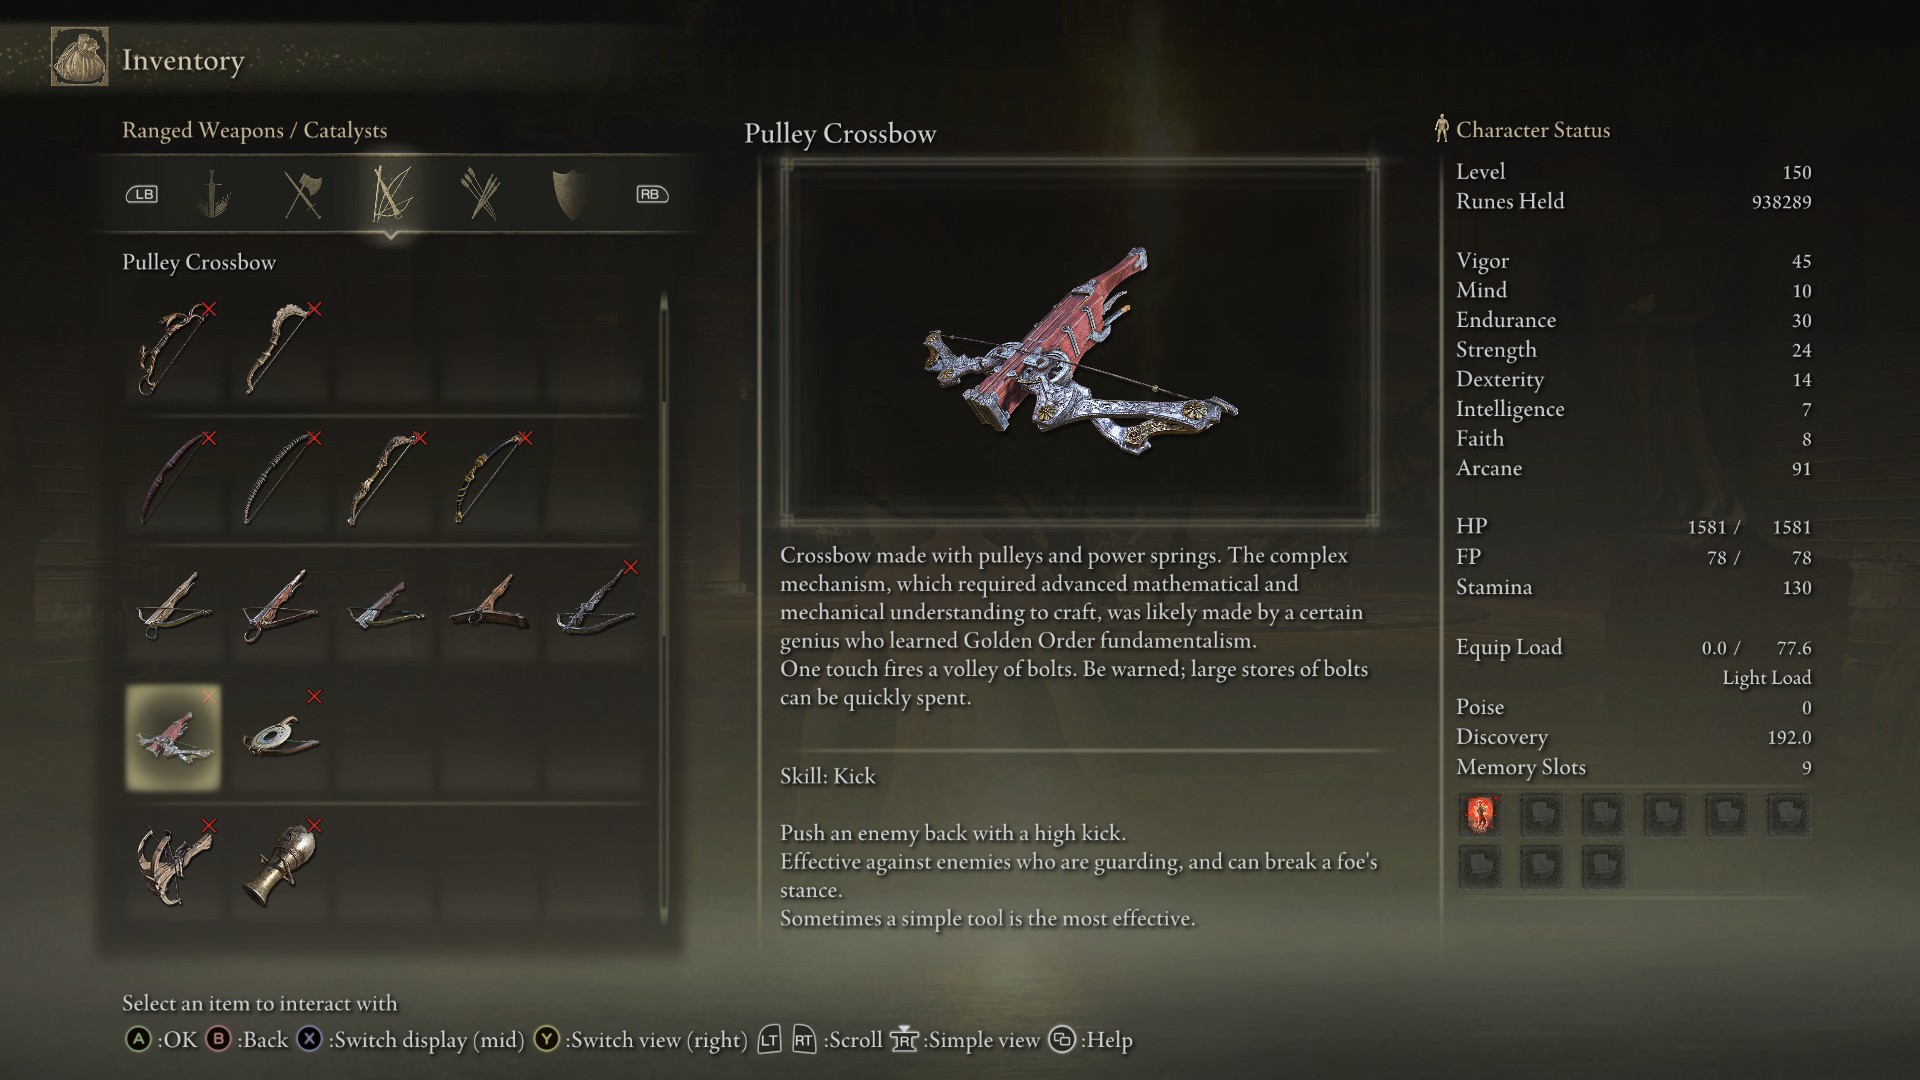 Inventory
Ranged Weapons / Catalysts
LB
RB
Pulley Crossbow
Pulley Crossbow
Crossbow made with pulleys and power springs. The complex
mechanism, which required advanced mathematical and
mechanical understanding to craft, was likely made by a certain
genius who learned Golden Order fundamentalism.
One touch fires a volley of bolts. Be warned; large stores of bolts
can be quickly spent.
Skill: Kick
Push an enemy back with a high kick.
Effective against enemies who are guarding, and can break a foe's
stance.
Sometimes a simple tool is the most effective.
Character Status
Level 150
Runes Held 938289
Vigor 45
Mind 10
Endurance 30
Strength 24
Dexterity 14
Intelligence 7
Faith 8
Arcane 91
HP 1581 / 1581
FP 78 / 78
Stamina 130
Equip Load 0.0 / 77.6
Light Load
Poise 0
Discovery 192.0
Memory Slots 9
Select an item to interact with
A :OK B :Back X :Switch display (mid) Y :Switch view (right) LT RT :Scroll R :Simple view :Help